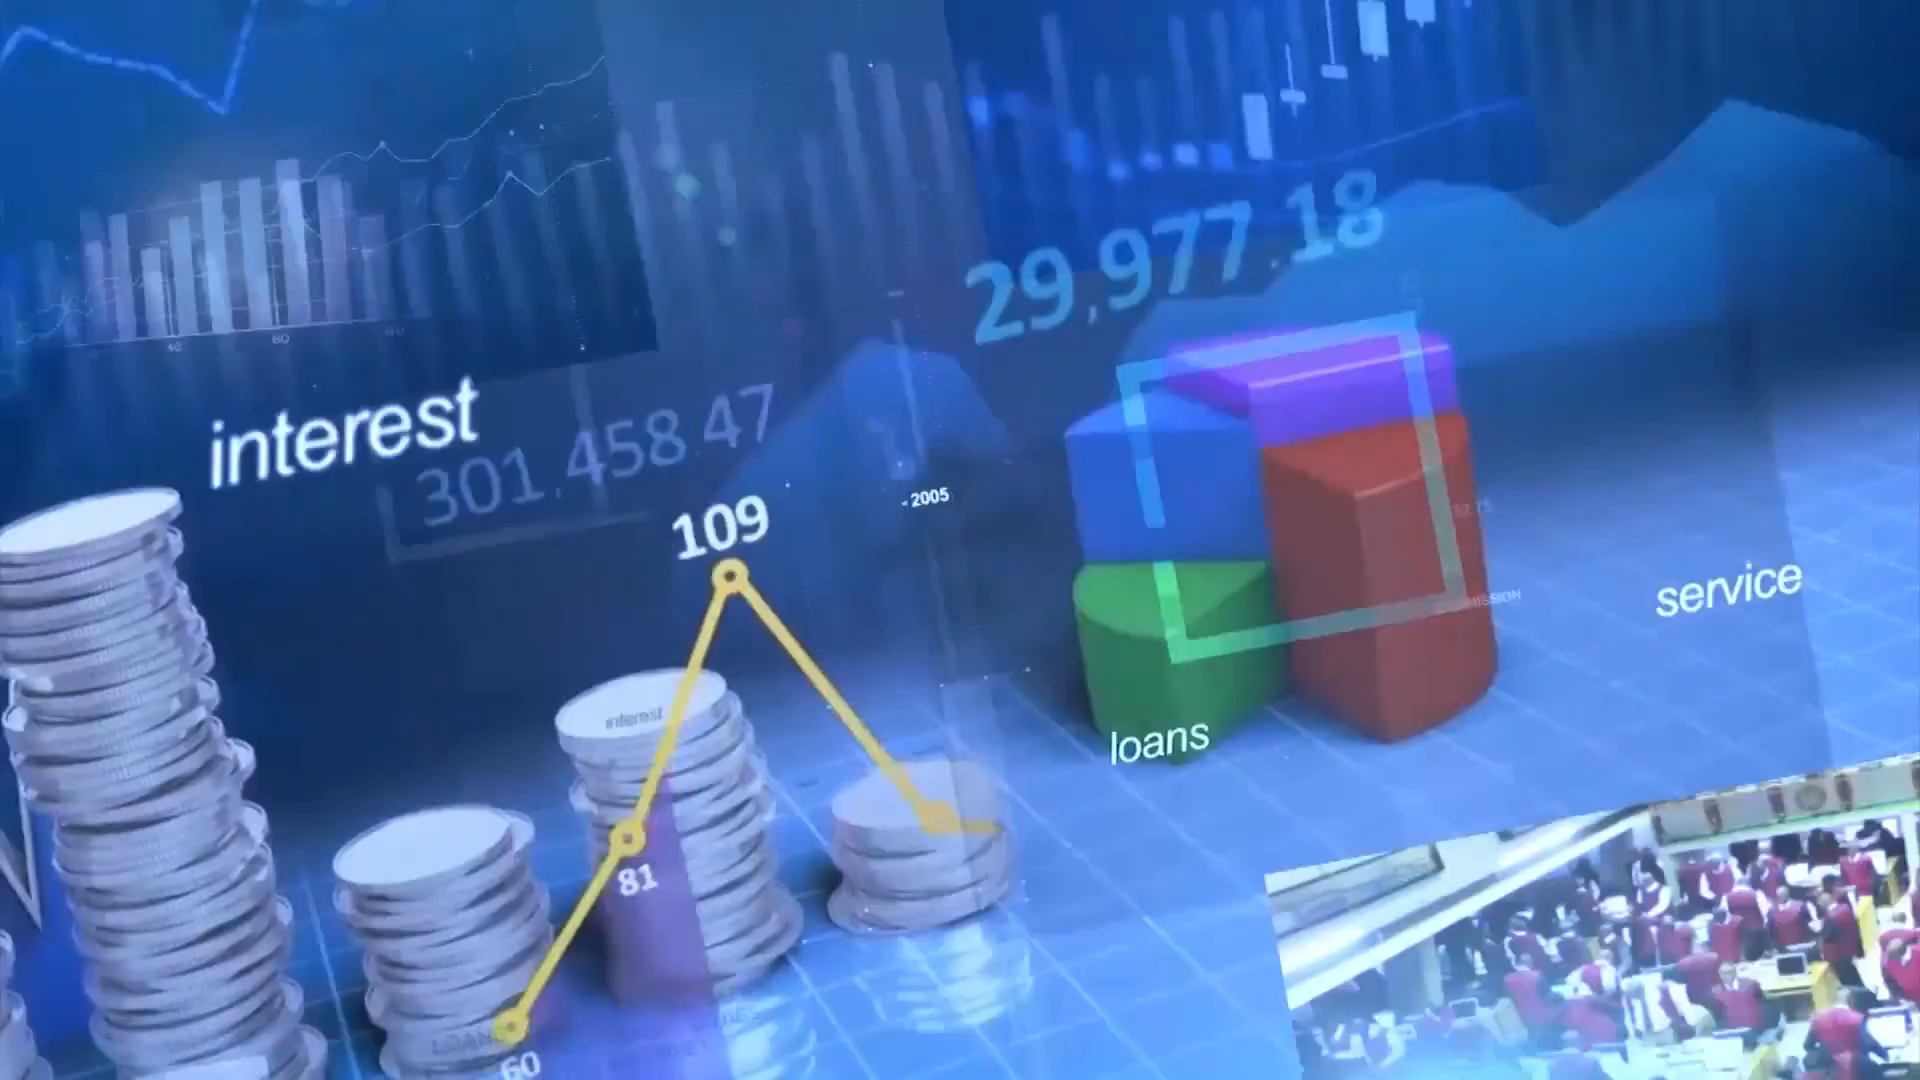 29,977.18
interest
301,458.47
109
- 2005
service
interest
loans
81
60